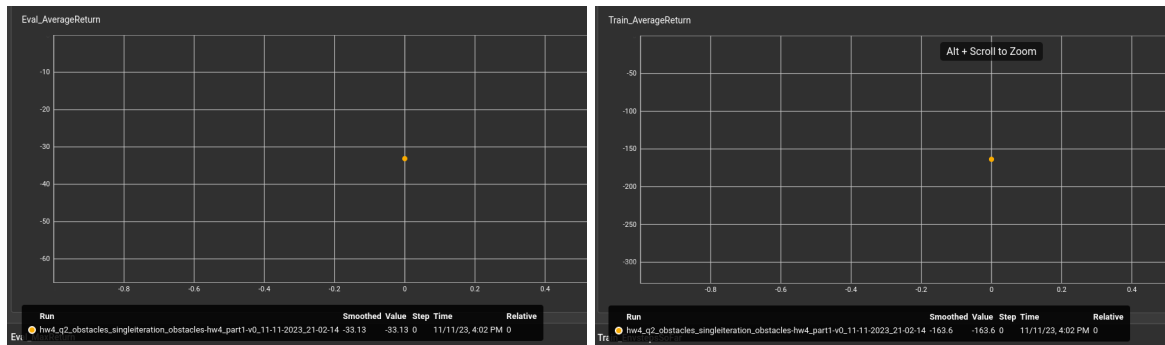 Eval_AverageReturn
-10
-20
-30
-40
-50
-60
-0.8 -0.6 -0.4 -0.2 0 0.2 0.4
Run Smoothed Value Step Time Relative
hw4_q2_obstacles_singleiteration_obstacles-hw4_part1-v0_11-11-2023_21-02-14 -33.13 -33.13 0 11/11/23, 4:02 PM 0
Train_AverageReturn
Alt + Scroll to Zoom
-50
-100
-150
-200
-250
-300
-0.8 -0.6 -0.4 -0.2 0 0.2 0.4
Run Smoothed Value Step Time Relative
hw4_q2_obstacles_singleiteration_obstacles-hw4_part1-v0_11-11-2023_21-02-14 -163.6 -163.6 0 11/11/23, 4:02 PM 0